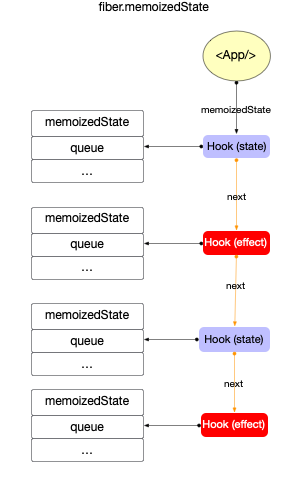 fiber.memoizedState
<App/>
memoizedState
memoizedState
queue
...
Hook (state)
next
memoizedState
queue
...
Hook (effect)
next
memoizedState
queue
...
Hook (state)
next
memoizedState
queue
...
Hook (effect)